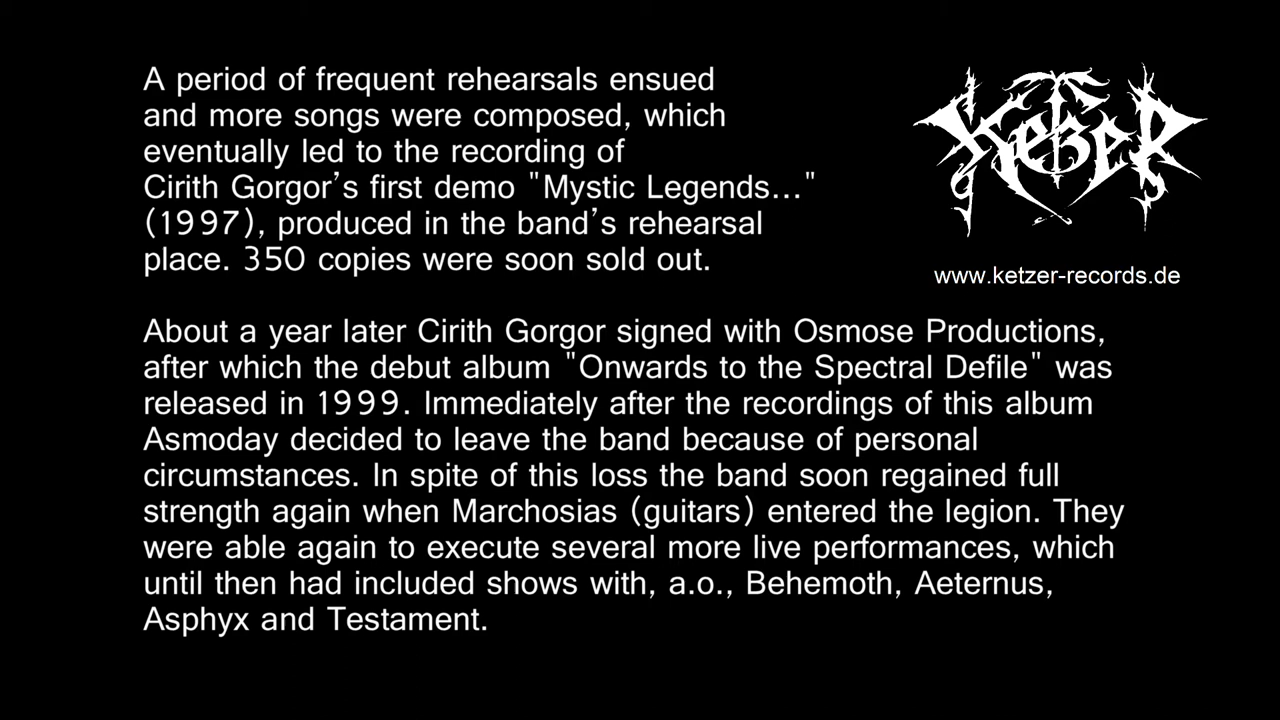 A period of frequent rehearsals ensued
and more songs were composed, which
eventually led to the recording of
Cirith Gorgor's first demo "Mystic Legends..."
(1997), produced in the band's rehearsal
place. 350 copies were soon sold out.
Ketzer
www.ketzer-records.de
About a year later Cirith Gorgor signed with Osmose Productions,
after which the debut album "Onwards to the Spectral Defile" was
released in 1999. Immediately after the recordings of this album
Asmoday decided to leave the band because of personal
circumstances. In spite of this loss the band soon regained full
strength again when Marchosias (guitars) entered the legion. They
were able again to execute several more live performances, which
until then had included shows with, a.o., Behemoth, Aeternus,
Asphyx and Testament.